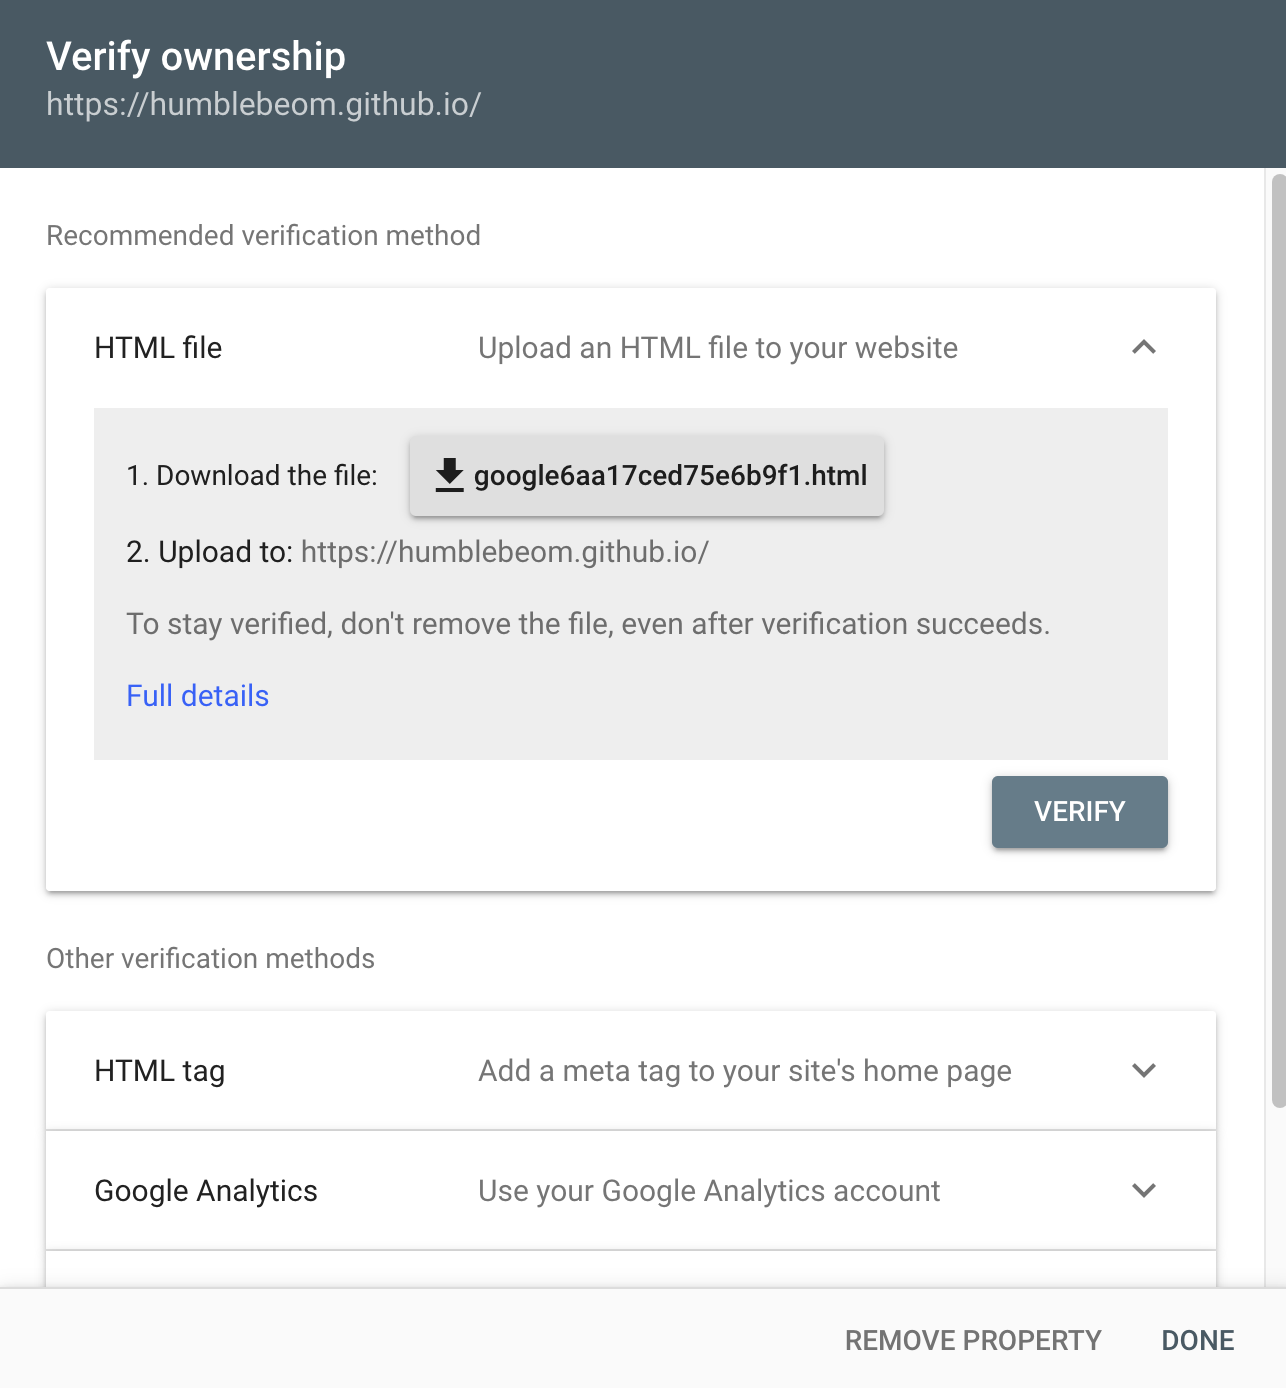 Verify ownership
https://humblebeom.github.io/
Recommended verification method
HTML file Upload an HTML file to your website
1. Download the file: google6aa17ced75e6b9f1.html
2. Upload to: https://humblebeom.github.io/
To stay verified, don't remove the file, even after verification succeeds.
Full details
VERIFY
Other verification methods
HTML tag Add a meta tag to your site's home page
Google Analytics Use your Google Analytics account
REMOVE PROPERTY DONE